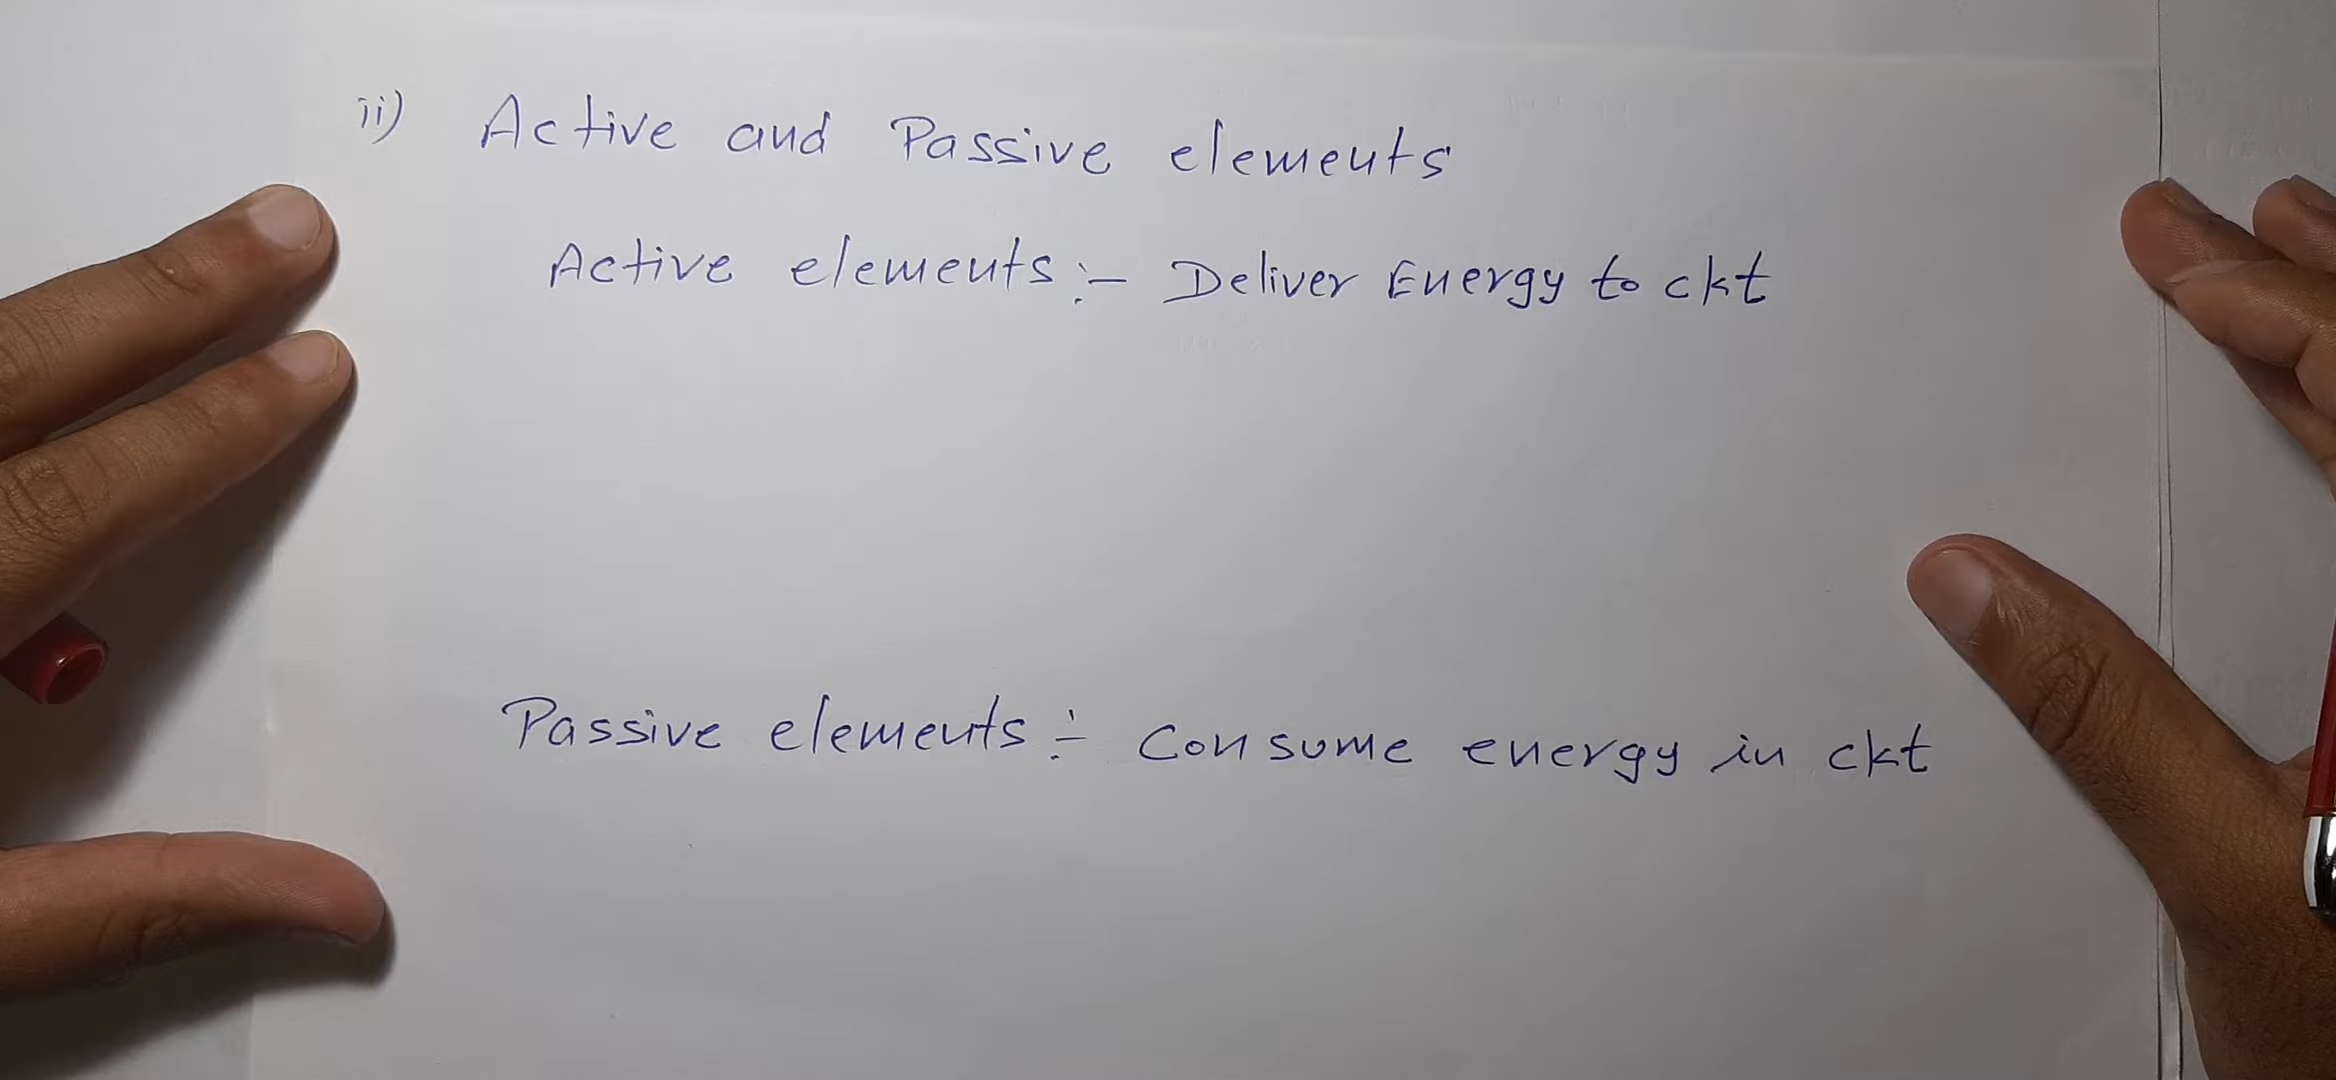 ii) Active and Passive elements
Active elements :- Deliver Energy to ckt
Passive elements :- Consume energy in ckt